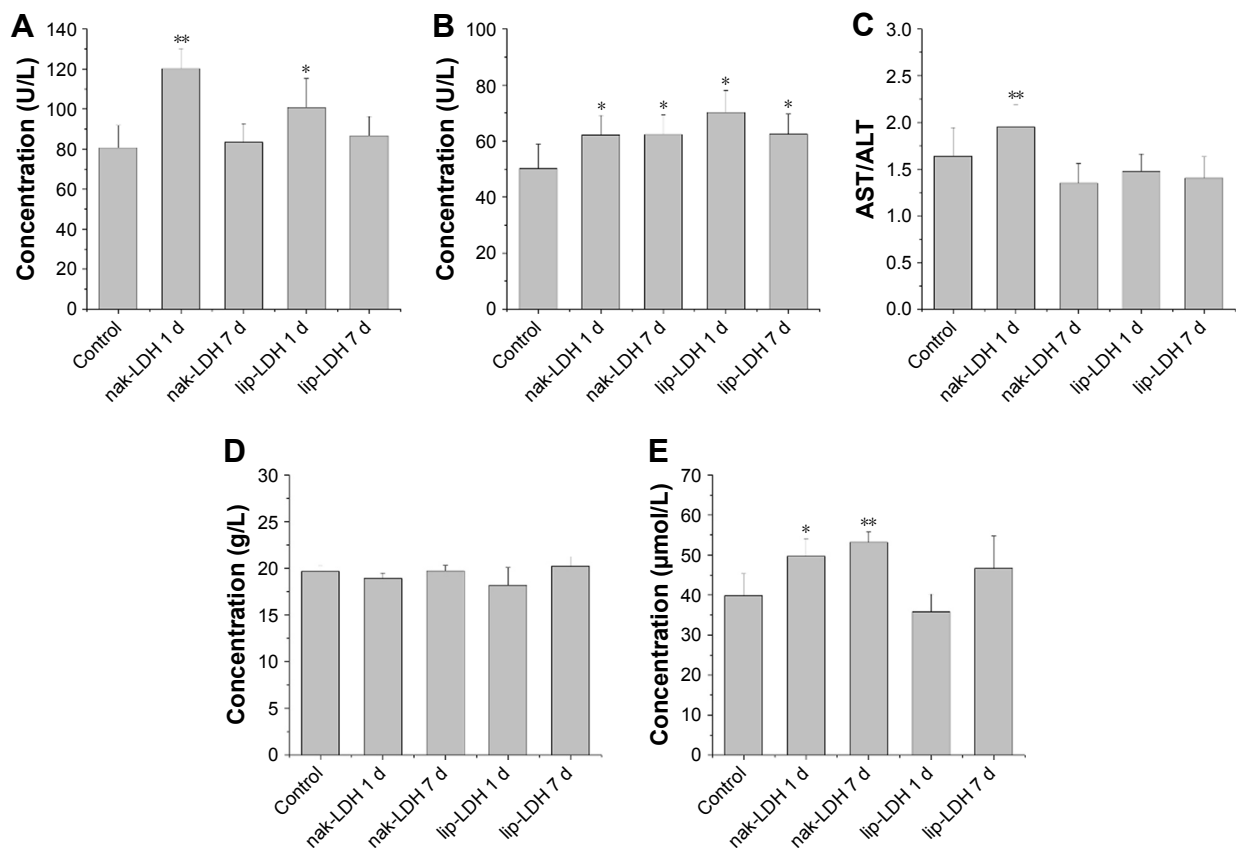 A
Concentration (U/L)
140
120
100
80
60
40
20
0
**
*
Control
nak-LDH 1 d
nak-LDH 7 d
lip-LDH 1 d
lip-LDH 7 d
B
Concentration (U/L)
100
80
60
40
20
0
*
*
*
*
Control
nak-LDH 1 d
nak-LDH 7 d
lip-LDH 1 d
lip-LDH 7 d
C
AST/ALT
3.0
2.5
2.0
1.5
1.0
0.5
0.0
**
Control
nak-LDH 1 d
nak-LDH 7 d
lip-LDH 1 d
lip-LDH 7 d
D
Concentration (g/L)
30
25
20
15
10
5
0
Control
nak-LDH 1 d
nak-LDH 7 d
lip-LDH 1 d
lip-LDH 7 d
E
Concentration (µmol/L)
70
60
50
40
30
20
10
0
*
**
Control
nak-LDH 1 d
nak-LDH 7 d
lip-LDH 1 d
lip-LDH 7 d